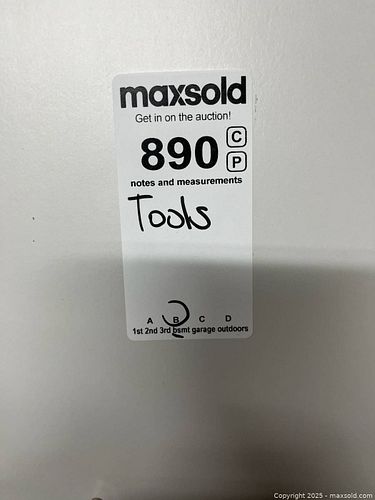 maxsold
Get in on the auction!
890 C
P
notes and measurements
Tools
A B C D
1st 2nd 3rd bsmt garage outdoors
Copyright 2025 - maxsold.com